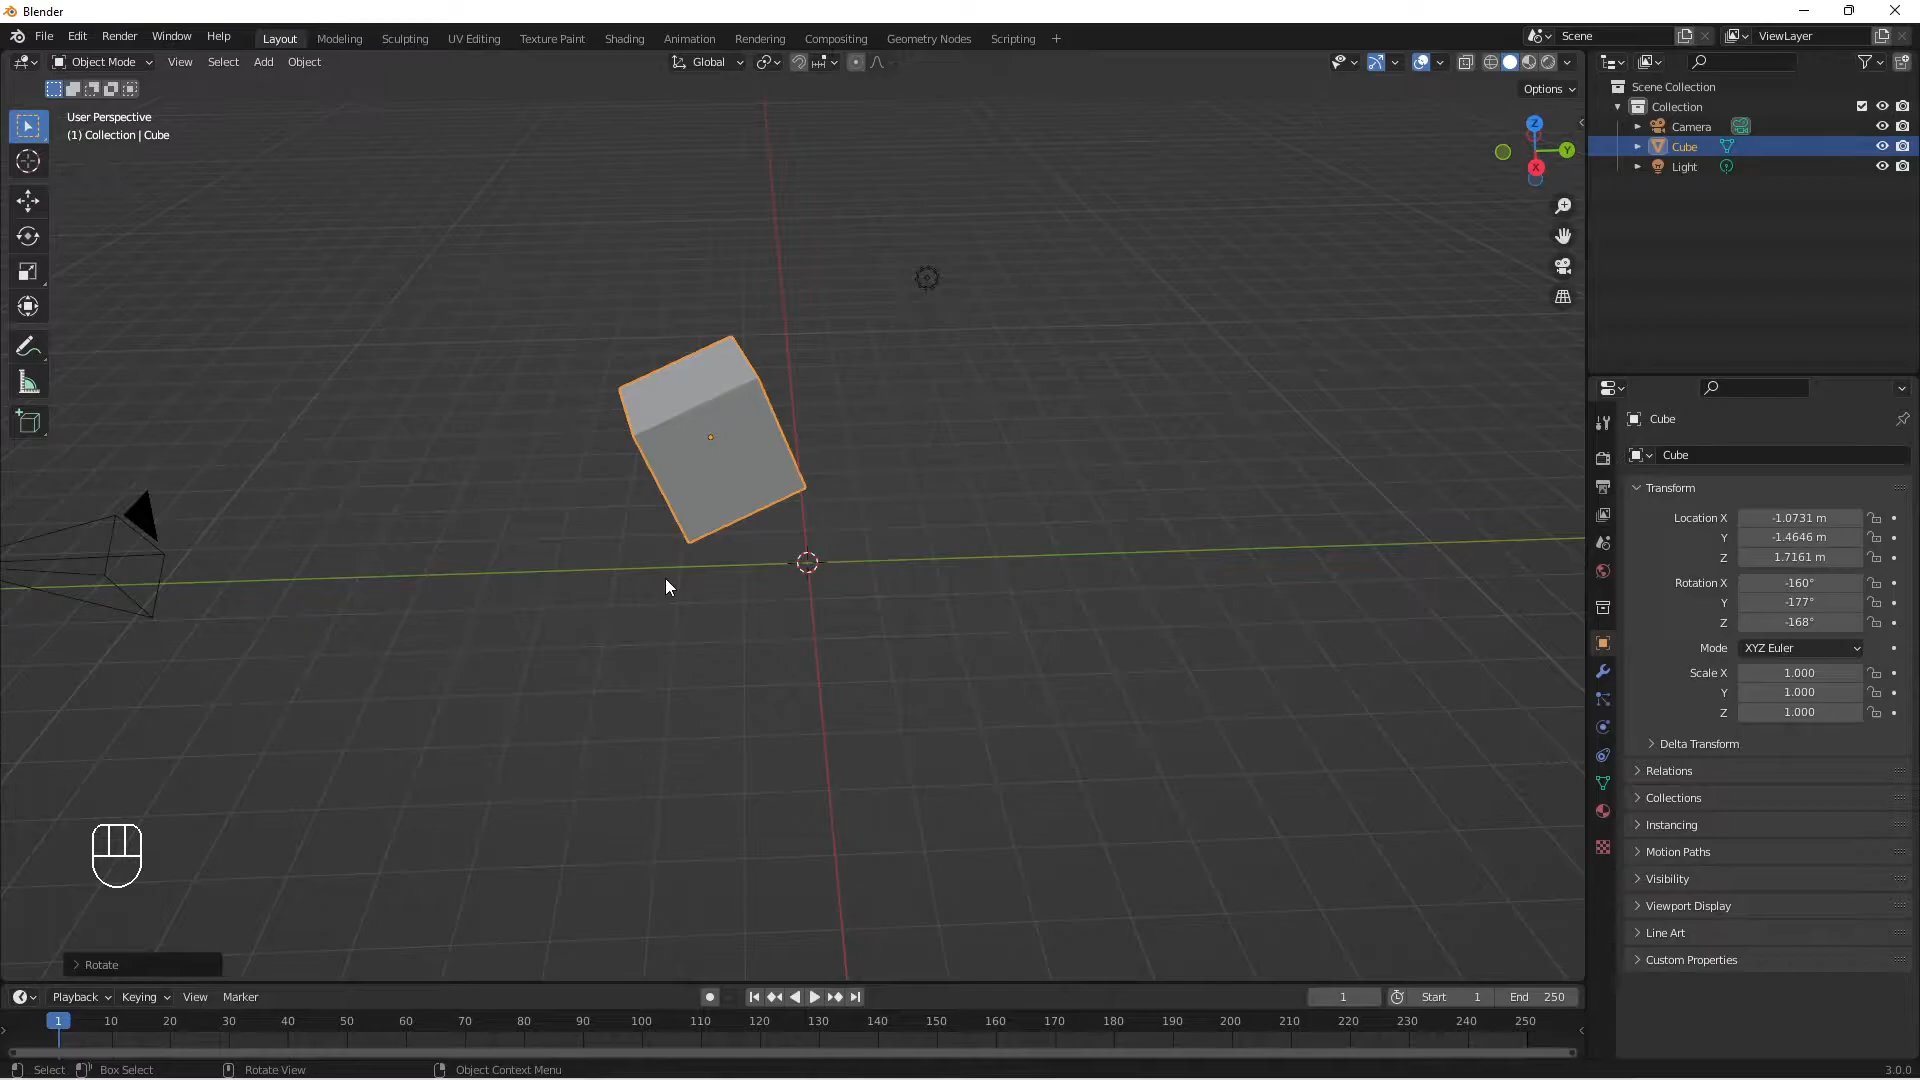 Blender
File Edit Render Window Help
Layout Modeling Sculpting UV Editing Texture Paint Shading Animation Rendering Compositing Geometry Nodes Scripting +
Scene
ViewLayer
Object Mode View Select Add Object
Global
Options
User Perspective
(1) Collection | Cube
Z
Y
X
Scene Collection
Collection
Camera
Cube
Light
Cube
Cube
Transform
Location X -1.0731 m
Y -1.4646 m
Z 1.7161 m
Rotation X -160°
Y -177°
Z -168°
Mode XYZ Euler
Scale X 1.000
Y 1.000
Z 1.000
Delta Transform
Relations
Collections
Instancing
Motion Paths
Visibility
Viewport Display
Line Art
Custom Properties
Rotate
Playback Keying View Marker
1 Start 1 End 250
1 10 20 30 40 50 60 70 80 90 100 110 120 130 140 150 160 170 180 190 200 210 220 230 240 250
Select Box Select Rotate View Object Context Menu 3.0.0